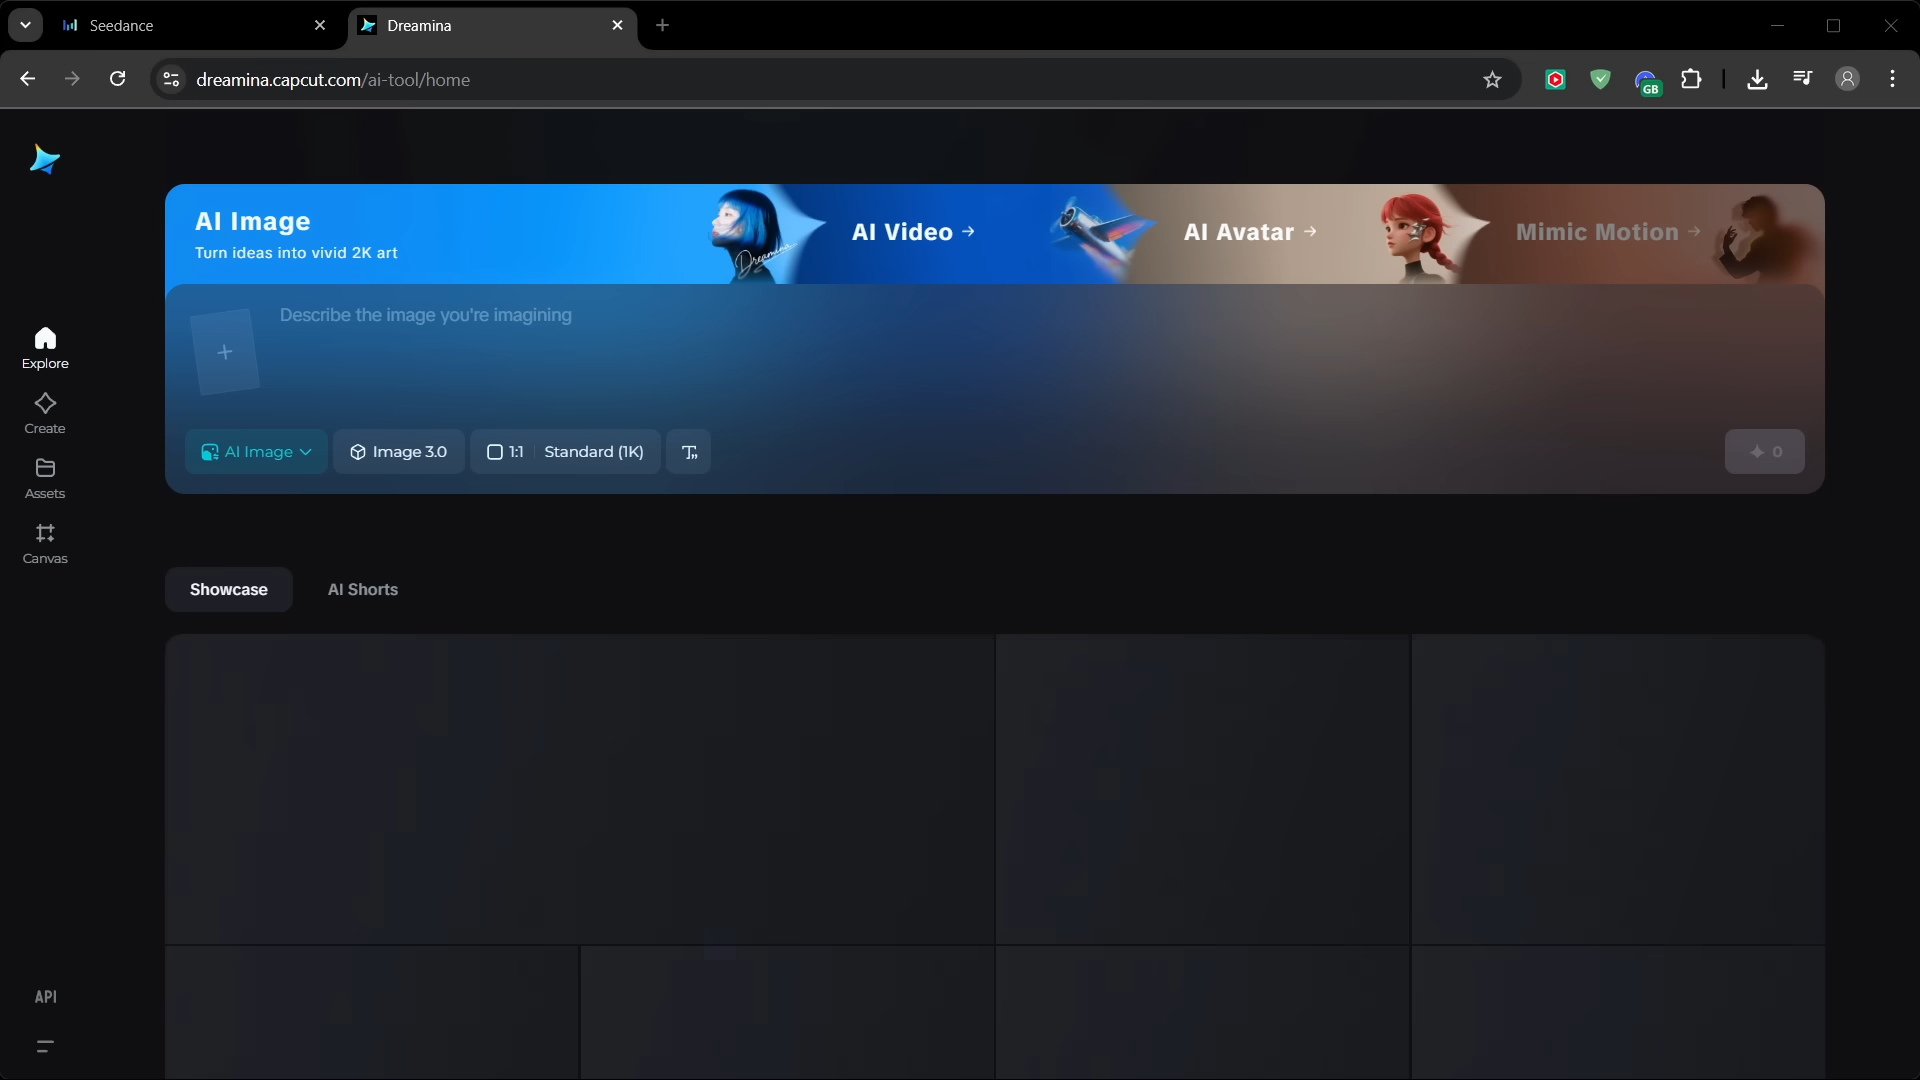 Seedance
Dreamina
dreamina.capcut.com/ai-tool/home
GB
AI Image
Turn ideas into vivid 2K art
Dreamina
AI Video →
AI Avatar →
Mimic Motion →
Describe the image you're imagining
Explore
Create
Assets
Canvas
AI Image
Image 3.0
1:1
Standard (1K)
0
Showcase
AI Shorts
API